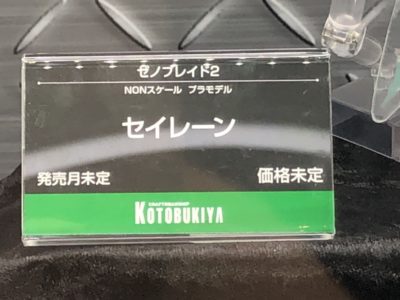 ゼノブレイド2
NONスケール プラモデル
セイレーン
発売月未定 価格未定
CRAFTSMANSHIP
KOTOBUKIYA